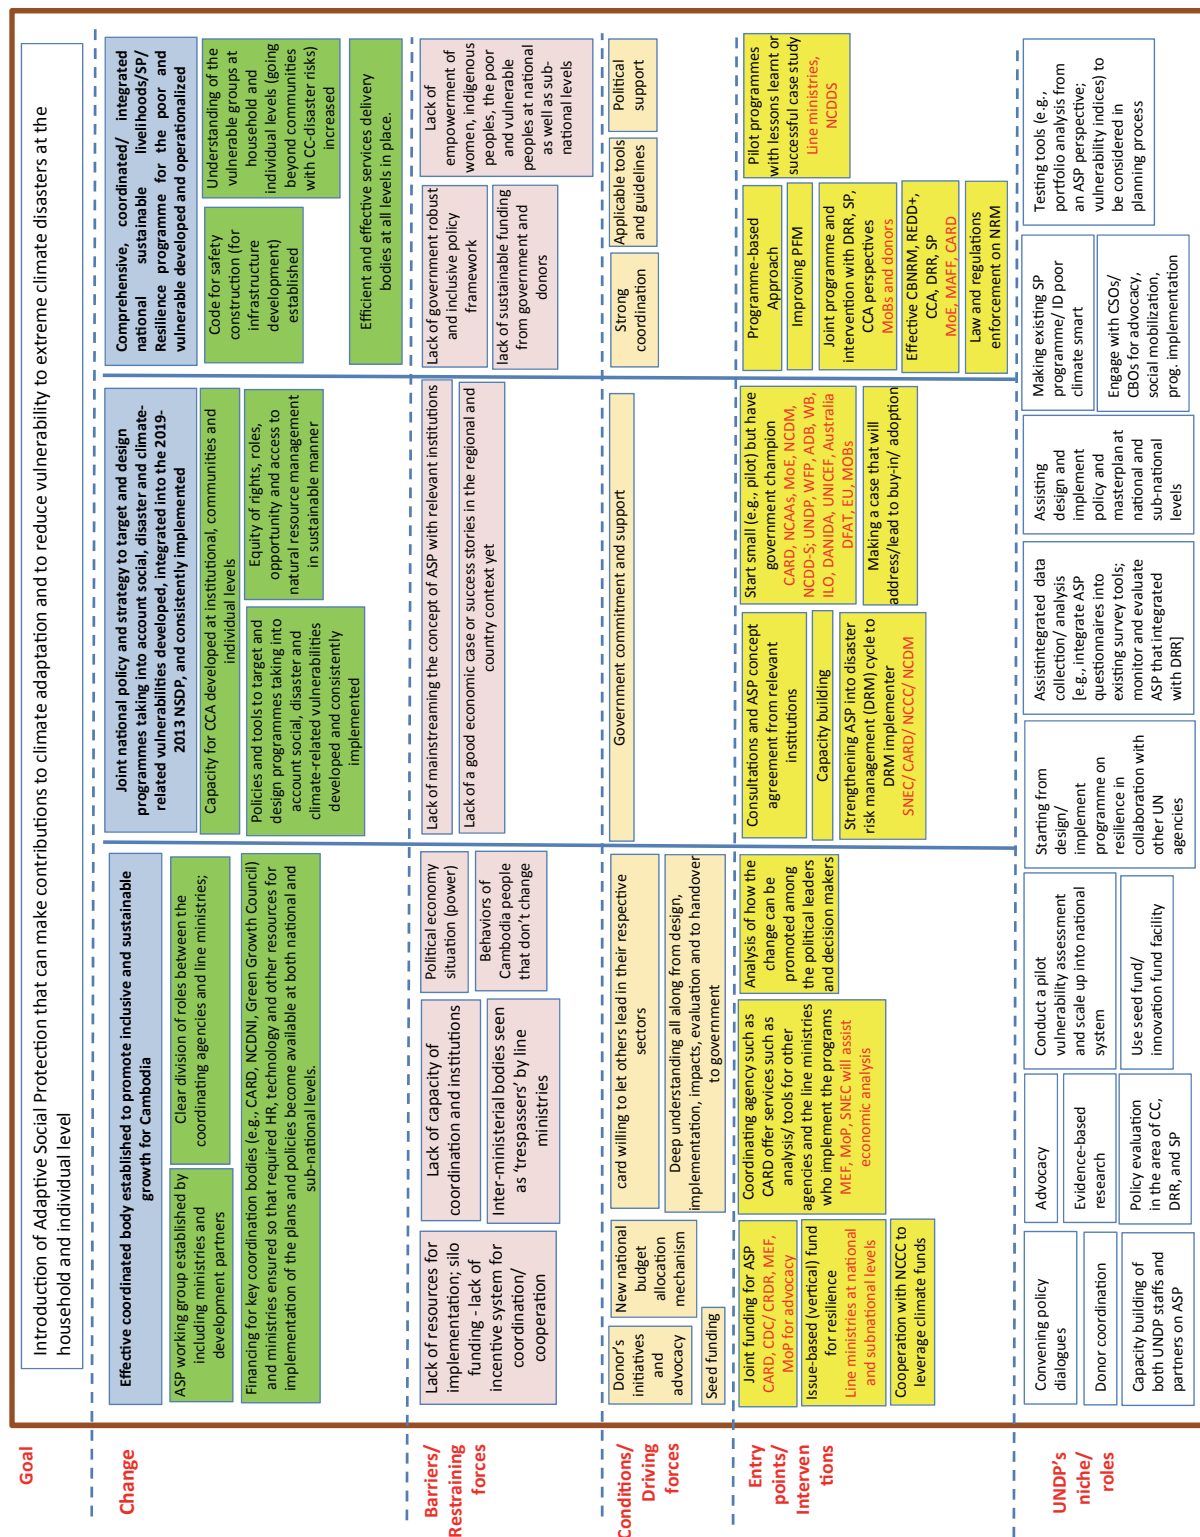 Goal
Introduction of Adaptive Social Protection that can make contributions to climate adaptation and to reduce vulnerability to extreme climate disasters at the
household and individual level
Change
Effective coordinated body established to promote inclusive and sustainable
growth for Cambodia
ASP working group established by
including ministries and
development partners
Clear division of roles between the
coordinating agencies and line ministries;
Financing for key coordination bodies (e.g., CARD, NCDNI, Green Growth Council)
and ministries ensured so that required HR, technology and other resources for
implementation of the plans and policies become available at both national and
sub-national levels.
Joint national policy and strategy to target and design
programmes taking into account social, disaster and climate-
related vulnerabilities developed, integrated into the 2019-
2013 NSDP, and consistently implemented
Capacity for CCA developed at institutional, communities and
individual levels
Policies and tools to target and
design programmes taking into
account social, disaster and
climate-related vulnerabilities
developed and consistently
implemented
Equity of rights, roles,
opportunity and access to
natural resource management
in sustainable manner
Comprehensive, coordinated/ integrated
national sustainable livelihoods/SP/
Resilience programme for the poor and
vulnerable developed and operationalized
Code for safety
construction (for
infrastructure
development)
established
Understanding of the
vulnerable groups at
household and
individual levels (going
beyond communities
with CC-disaster risks)
increased
Efficient and effective services delivery
bodies at all levels in place.
Barriers/
Restraining
forces
Lack of resources for
implementation; silo
funding - lack of
incentive system for
coordination/
cooperation
Lack of capacity of
coordination and institutions
Inter-ministerial bodies seen
as ‘trespassers’ by line
ministries
Political economy
situation (power)
Behaviors of
Cambodia people
that don’t change
Lack of mainstreaming the concept of ASP with relevant institutions
Lack of a good economic case or success stories in the regional and
country context yet
Lack of government robust
and inclusive policy
framework
lack of sustainable funding
from government and
donors
Lack of
empowerment of
women, indigenous
peoples, the poor
and vulnerable
peoples at national
as well as sub-
national levels
Conditions/
Driving
forces
Donor’s
initiatives
and
advocacy
New national
budget
allocation
mechanism
Seed funding
card willing to let others lead in their respective
sectors
Deep understanding all along from design,
implementation, impacts, evaluation and to handover
to government
Government commitment and support
Strong
coordination
Applicable tools
and guidelines
Political
support
Entry
points/
Interven
tions
Joint funding for ASP
CARD, CDC/ CRDR, MEF,
MoP for advocacy
Issue-based (vertical) fund
for resilience
Line ministries at national
and subnational levels
Cooperation with NCCC to
leverage climate funds
Coordinating agency such as
CARD offer services such as
analysis/ tools for other
agencies and the line ministries
who implement the programs
MEF, MoP, SNEC will assist
economic analysis
Analysis of how the
change can be
promoted among
the political leaders
and decision makers
Consultations and ASP concept
agreement from relevant
institutions
Capacity building
Strengthening ASP into disaster
risk management (DRM) cycle to
DRM implementer
SNEC/ CARD/ NCCC/ NCDM
Start small (e.g., pilot) but have
government champion
CARD, NCAAs, MoE, NCDM,
NCDD-S; UNDP, WFP, ADB, WB,
ILO, DANIDA, UNICEF, Australia
DFAT, EU, MOBs
Making a case that will
address/lead to buy-in/ adoption
Programme-based
Approach
Improving PFM
Joint programme and
intervention with DRR, SP,
CCA perspectives
MoBs and donors
Effective CBNRM, REDD+,
CCA, DRR, SP
MoE, MAFF, CARD
Law and regulations
enforcement on NRM
Pilot programmes
with lessons learnt or
successful case study
Line ministries,
NCDDS
UNDP’s
niche/
roles
Convening policy
dialogues
Donor coordination
Capacity building of
both UNDP staffs and
partners on ASP
Advocacy
Evidence-based
research
Policy evaluation
in the area of CC,
DRR, and SP
Conduct a pilot
vulnerability assessment
and scale up into national
system
Use seed fund/
innovation fund facility
Starting from
design/
implement
programme on
resilience in
collaboration with
other UN
agencies
Assistintegrated data
collection/ analysis
[e.g., integrate ASP
questionnaires into
existing survey tools;
monitor and evaluate
ASP that integrated
with DRR]
Assisting
design and
implement
policy and
masterplan at
national and
sub-national
levels
Making existing SP
programme/ ID poor
climate smart
Engage with CSOs/
CBOs for advocacy,
social mobilization,
prog. implementation
Testing tools (e.g.,
portfolio analysis from
an ASP perspective;
vulnerability indices) to
be considered in
planning process